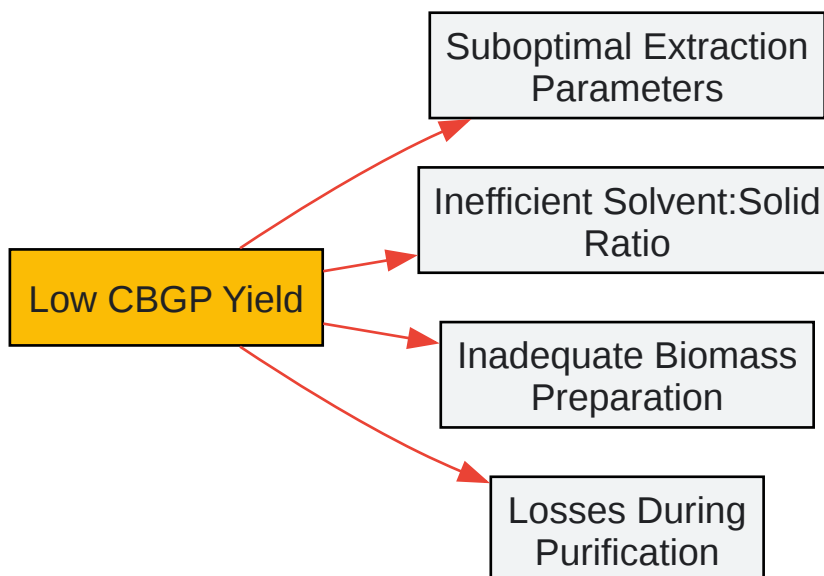 Suboptimal Extraction
Parameters
Inefficient Solvent:Solid
Ratio
Low CBGP Yield
Inadequate Biomass
Preparation
Losses During
Purification